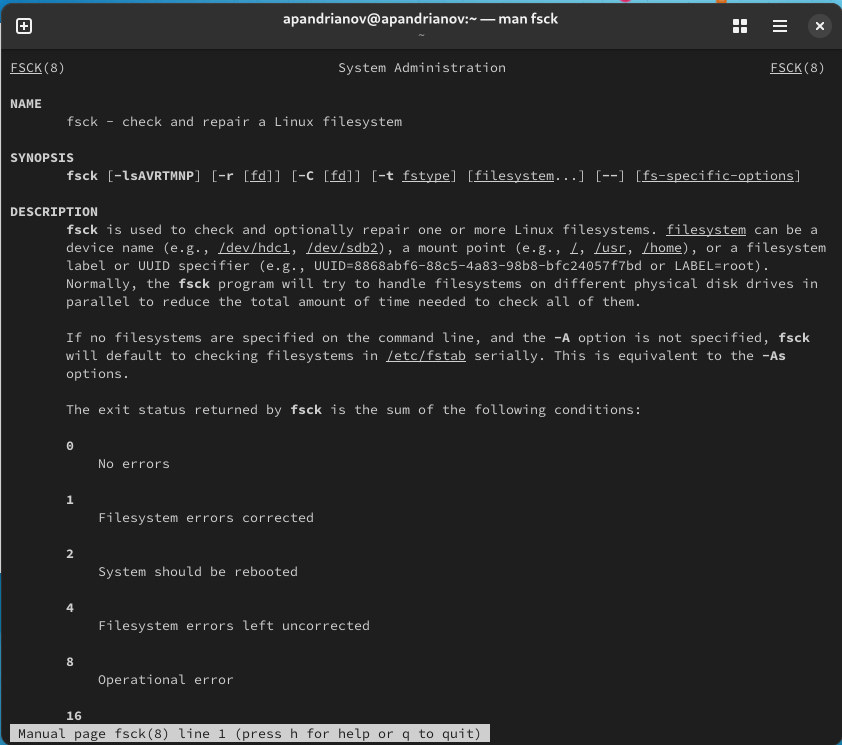 apandrianov@apandrianov:~ — man fsck
~
FSCK(8) System Administration FSCK(8)
NAME
fsck - check and repair a Linux filesystem
SYNOPSIS
fsck [-lsAVRTMNP] [-r [fd]] [-C [fd]] [-t fstype] [filesystem...] [--] [fs-specific-options]
DESCRIPTION
fsck is used to check and optionally repair one or more Linux filesystems. filesystem can be a
device name (e.g., /dev/hdc1, /dev/sdb2), a mount point (e.g., /, /usr, /home), or a filesystem
label or UUID specifier (e.g., UUID=8868abf6-88c5-4a83-98b8-bfc24057f7bd or LABEL=root).
Normally, the fsck program will try to handle filesystems on different physical disk drives in
parallel to reduce the total amount of time needed to check all of them.
If no filesystems are specified on the command line, and the -A option is not specified, fsck
will default to checking filesystems in /etc/fstab serially. This is equivalent to the -As
options.
The exit status returned by fsck is the sum of the following conditions:
0
No errors
1
Filesystem errors corrected
2
System should be rebooted
4
Filesystem errors left uncorrected
8
Operational error
16
Manual page fsck(8) line 1 (press h for help or q to quit)